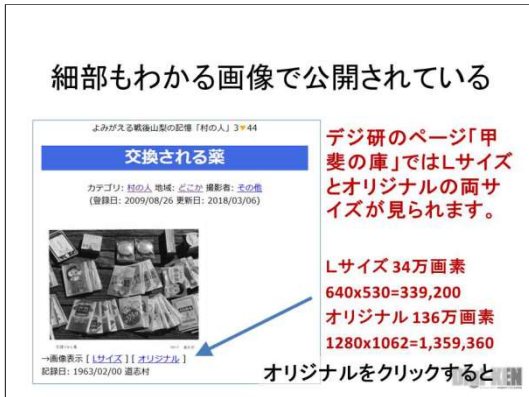 細部もわかる画像で公開されている
よみがえる戦後山梨の記憶「村の人」3▼44
交換される薬
カテゴリ: 村の人 地域: どこか 撮影者: その他
(登録日: 2009/08/26 更新日: 2018/03/06)
→画像表示 [ Lサイズ ] [ オリジナル ]
記録日: 1963/02/00 道志村
デジ研のページ「甲
斐の庫」ではLサイズ
とオリジナルの両サ
イズが見られます。
Lサイズ 34万画素
640x530=339,200
オリジナル 136万画素
1280x1062=1,359,360
オリジナルをクリックすると